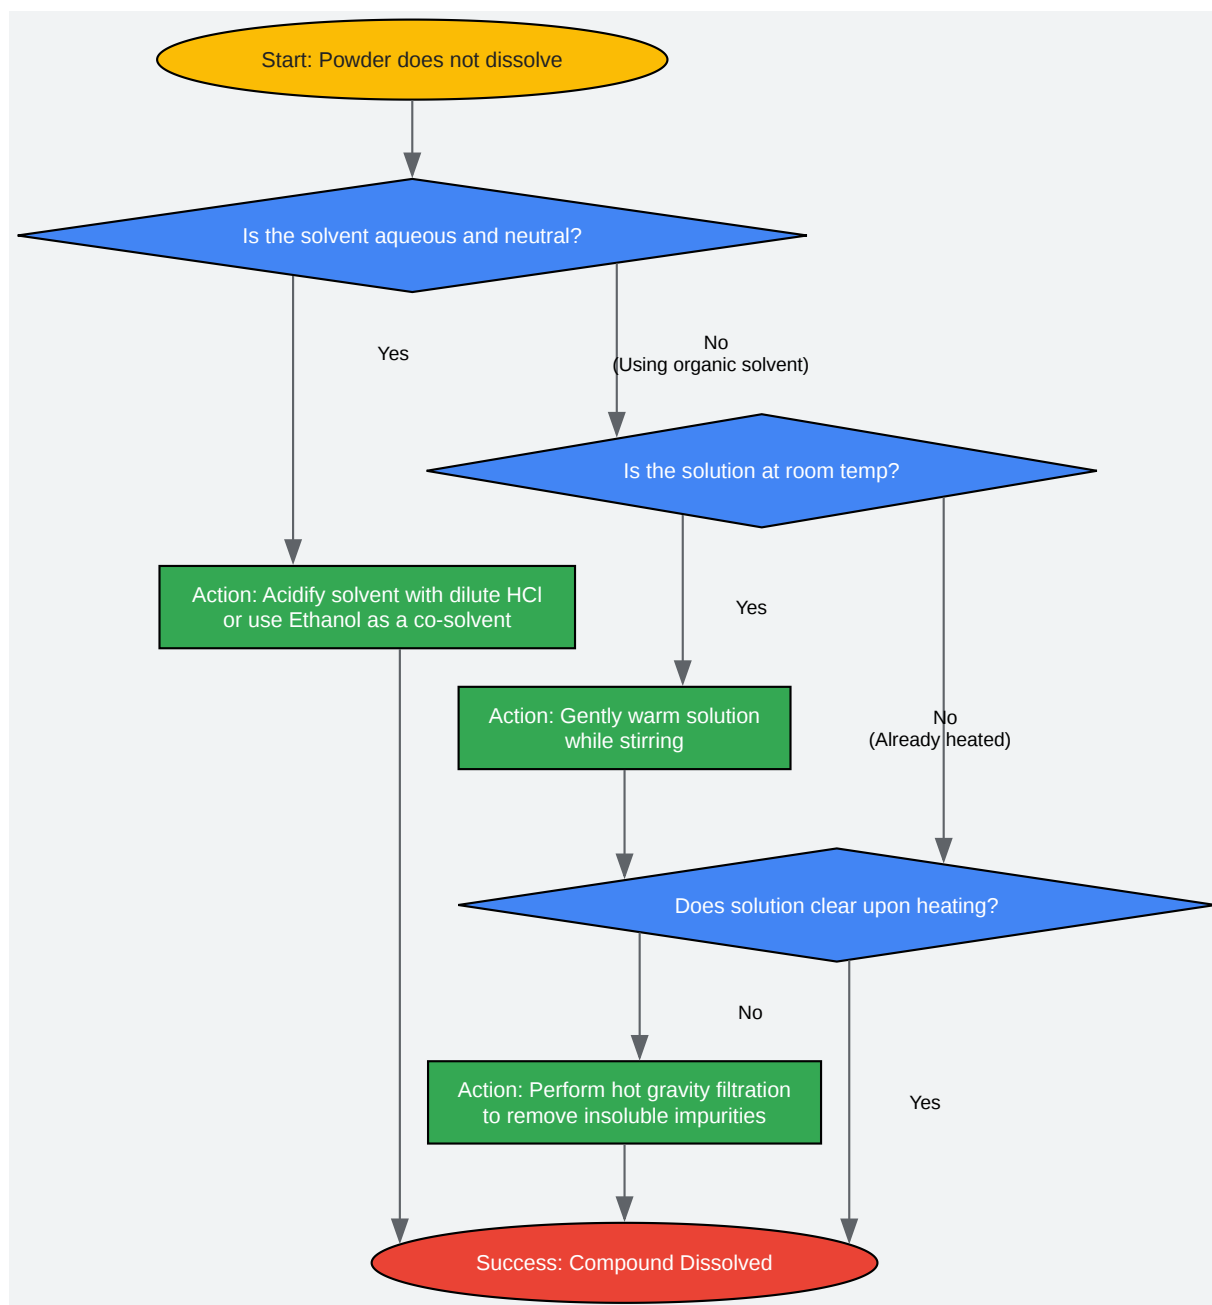 Start: Powder does not dissolve
Is the solvent aqueous and neutral?
Yes
No
(Using organic solvent)
Is the solution at room temp?
Action: Acidify solvent with dilute HCl
or use Ethanol as a co-solvent
Yes
Action: Gently warm solution
while stirring
No
(Already heated)
Does solution clear upon heating?
No
Action: Perform hot gravity filtration
to remove insoluble impurities
Yes
Success: Compound Dissolved